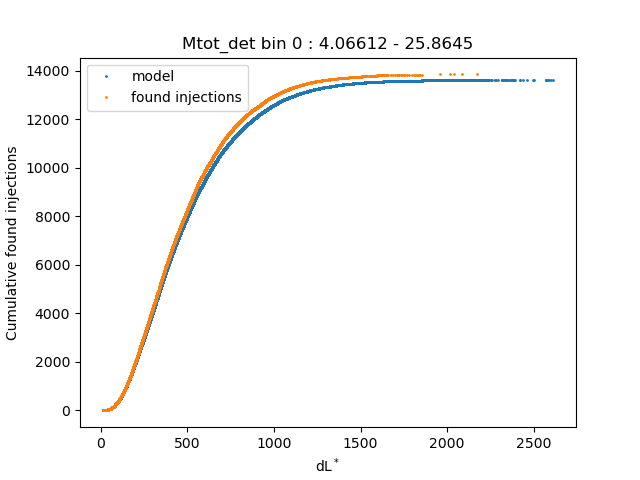 Mtot_det bin 0 : 4.06612 - 25.8645
model
found injections
Cumulative found injections
14000
12000
10000
8000
6000
4000
2000
0
0 500 1000 1500 2000 2500
dL*